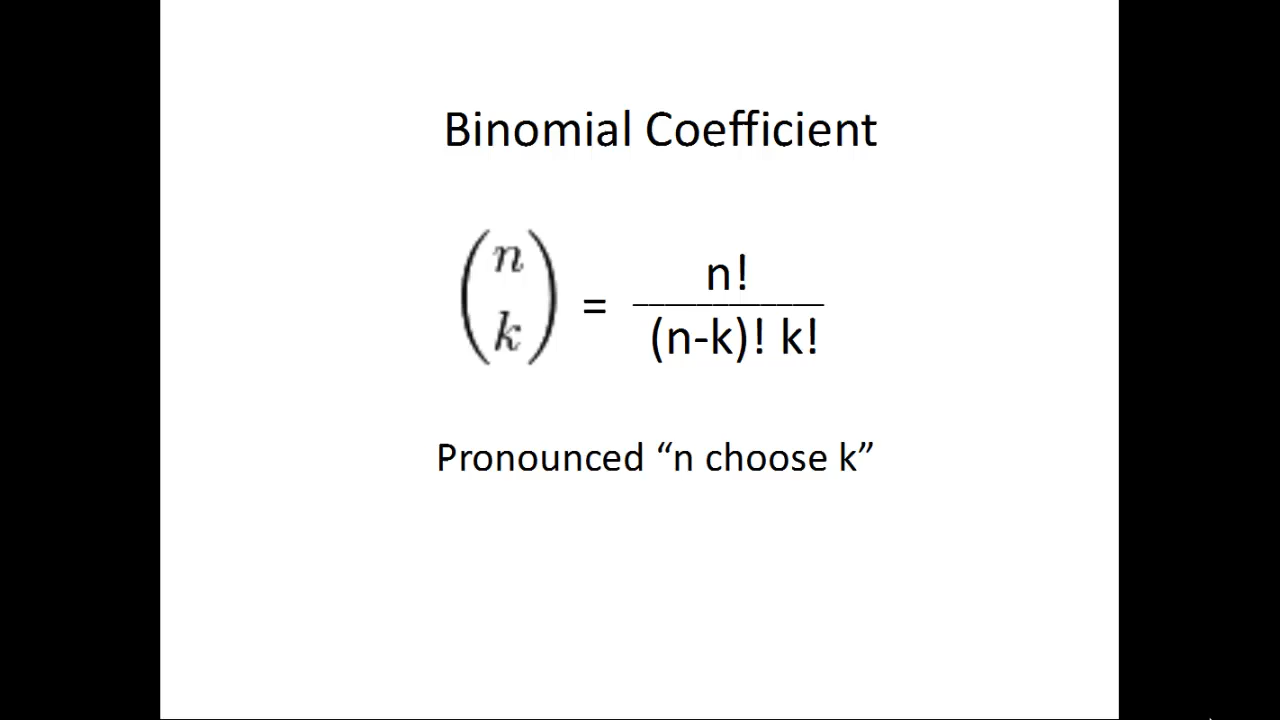 Binomial Coefficient
(n k) = n! / (n-k)! k!
Pronounced “n choose k”